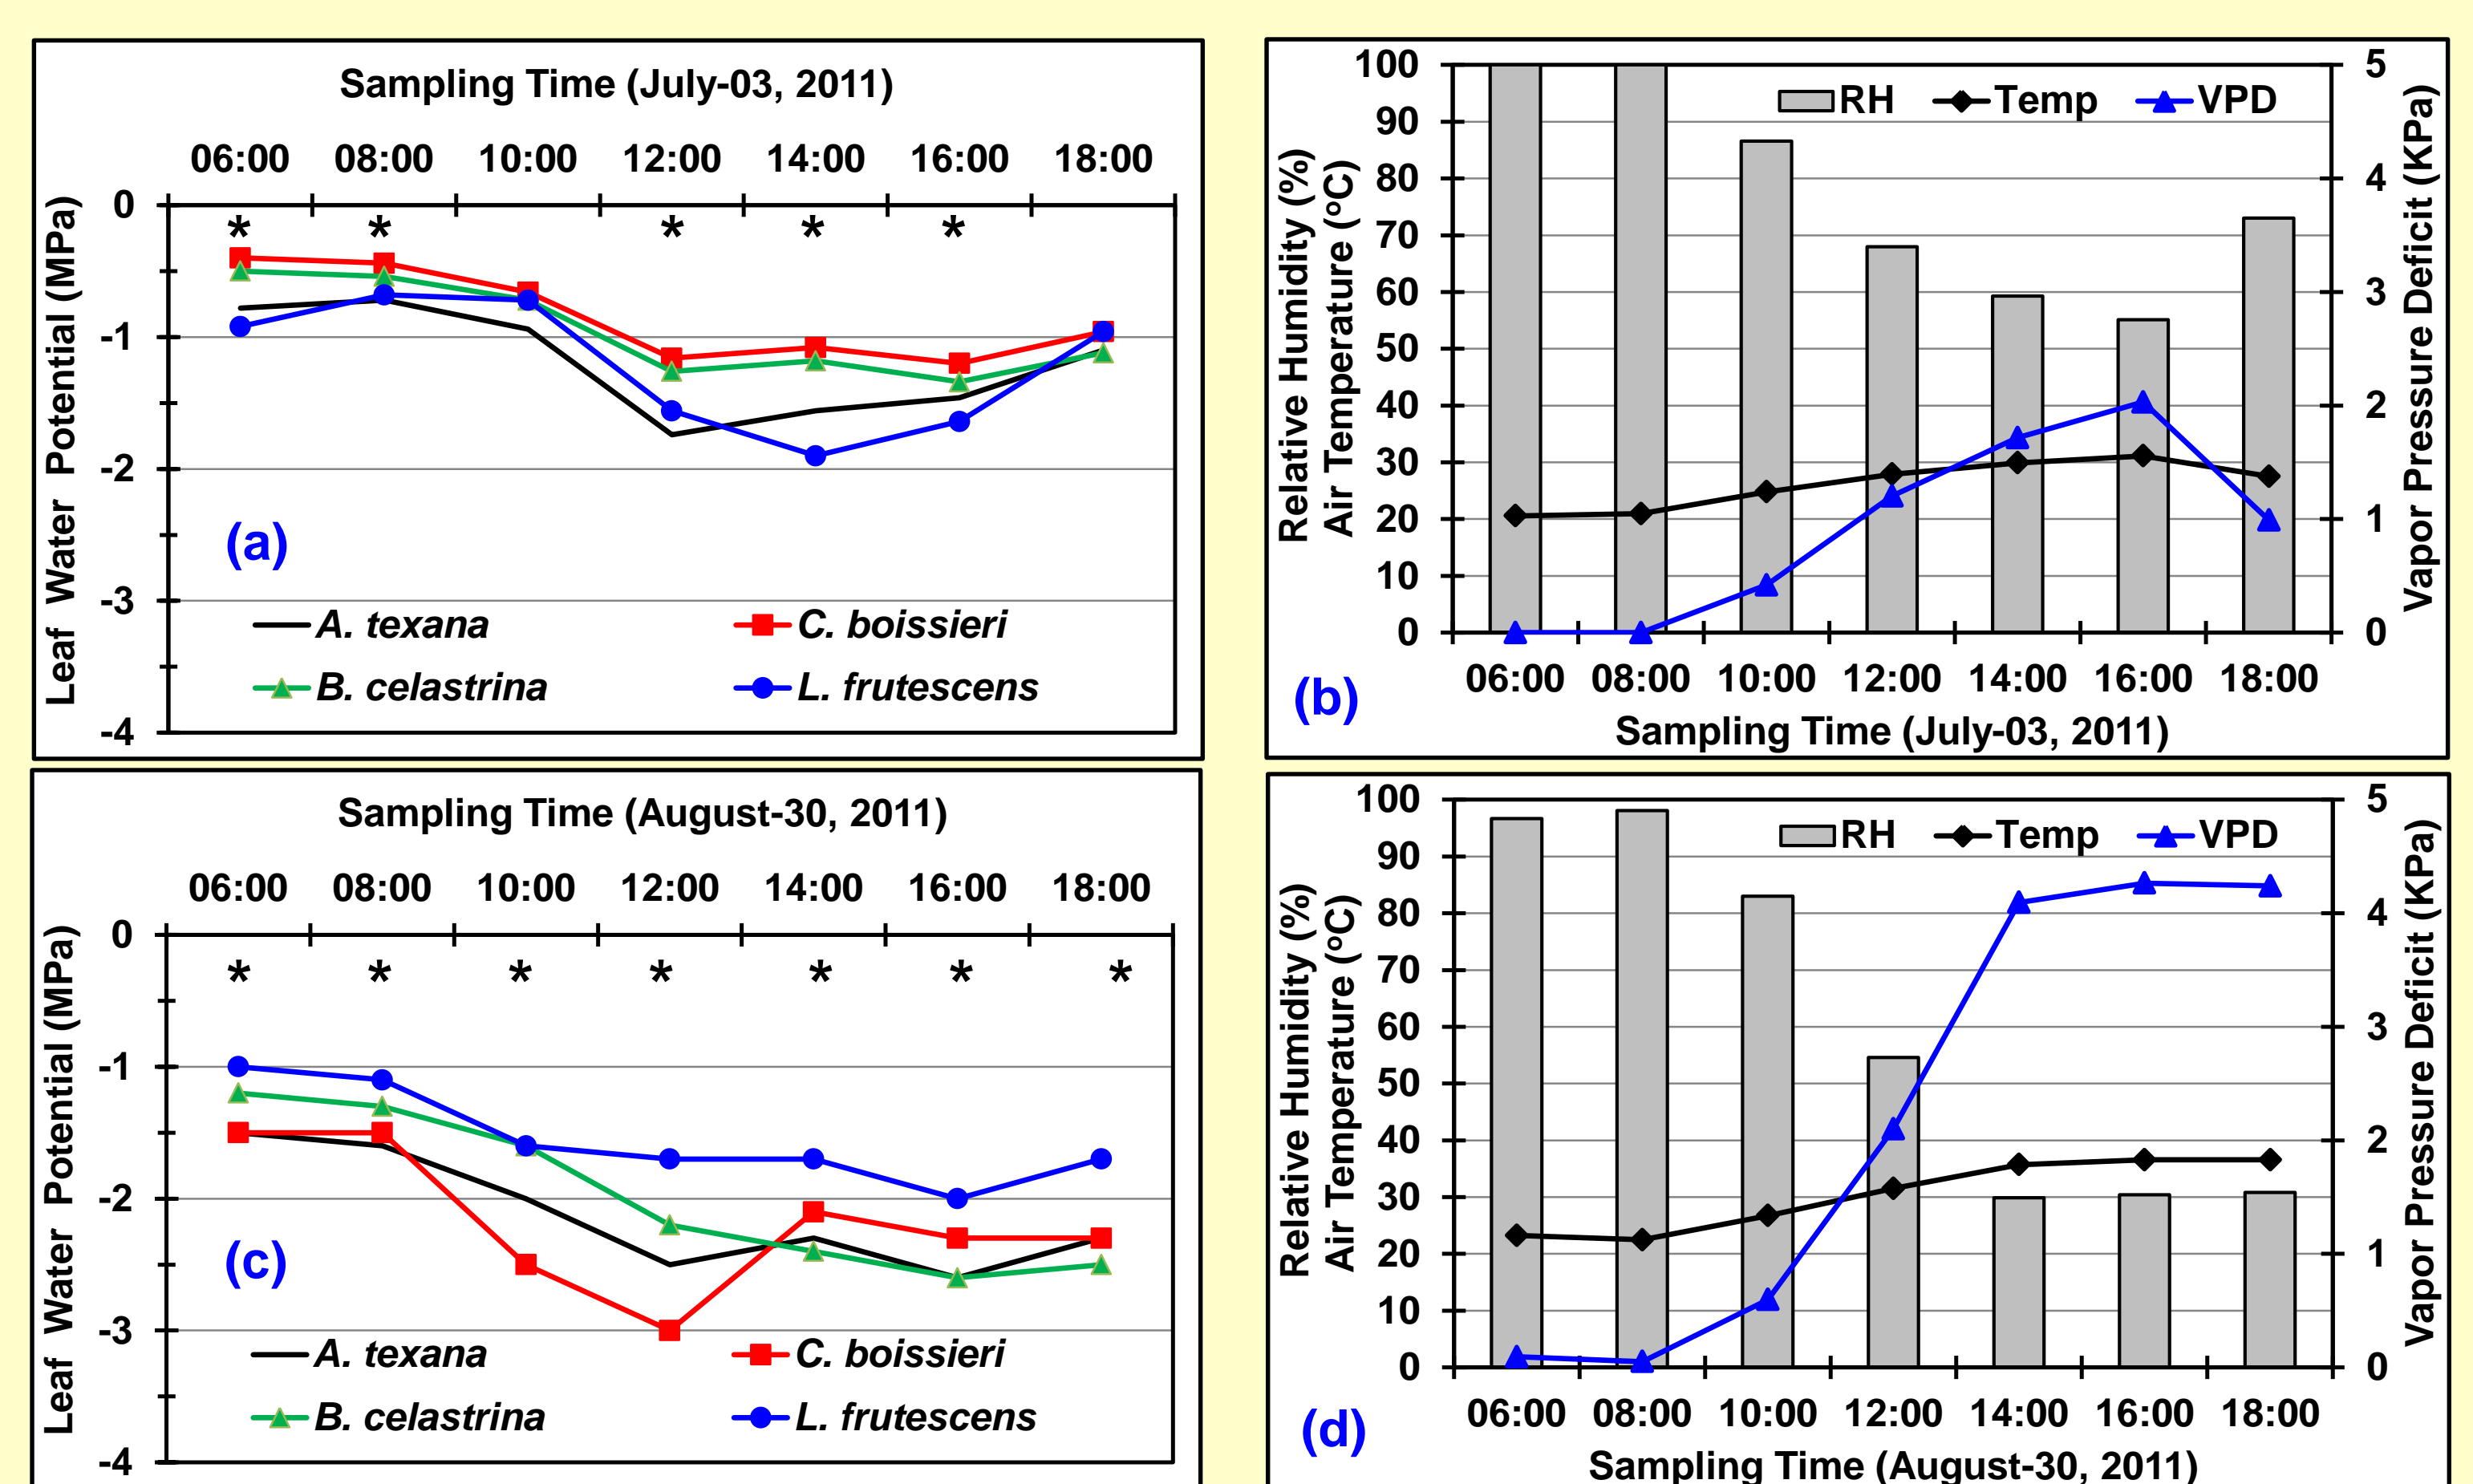 Sampling Time (July-03, 2011)
06:00 08:00 10:00 12:00 14:00 16:00 18:00
Leaf Water Potential (MPa)
0
* * * * *
-1
-2
(a)
-3
A. texana C. boissieri
B. celastrina L. frutescens
-4
100 5
RH Temp VPD
90
80 4
70
60 3
50
40 2
30
20 1
10
0 0
Relative Humidity (%)
Air Temperature (oC)
Vapor Pressure Deficit (KPa)
06:00 08:00 10:00 12:00 14:00 16:00 18:00
(b)
Sampling Time (July-03, 2011)
Sampling Time (August-30, 2011)
06:00 08:00 10:00 12:00 14:00 16:00 18:00
Leaf Water Potential (MPa)
0
* * * * * * *
-1
-2
(c)
-3
A. texana C. boissieri
B. celastrina L. frutescens
-4
100 5
RH Temp VPD
90
80 4
70
60 3
50
40 2
30
20 1
10
0 0
Relative Humidity (%)
Air Temperature (oC)
Vapor Pressure Deficit (KPa)
06:00 08:00 10:00 12:00 14:00 16:00 18:00
(d)
Sampling Time (August-30, 2011)